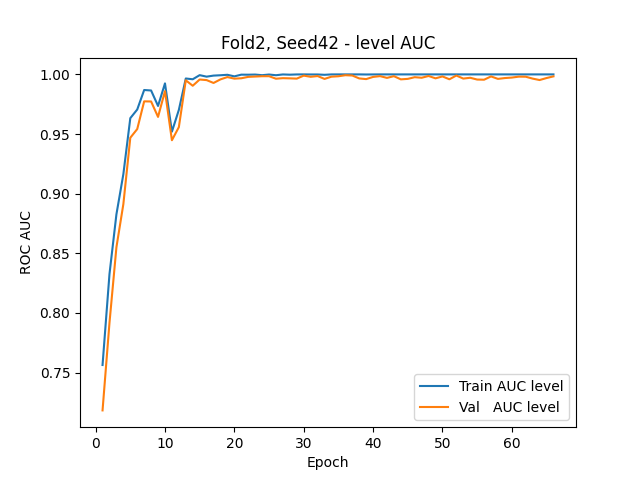 Fold2, Seed42 - level AUC
1.00
0.95
0.90
0.85
0.80
0.75
ROC AUC
0 10 20 30 40 50 60
Epoch
Train AUC level
Val   AUC level